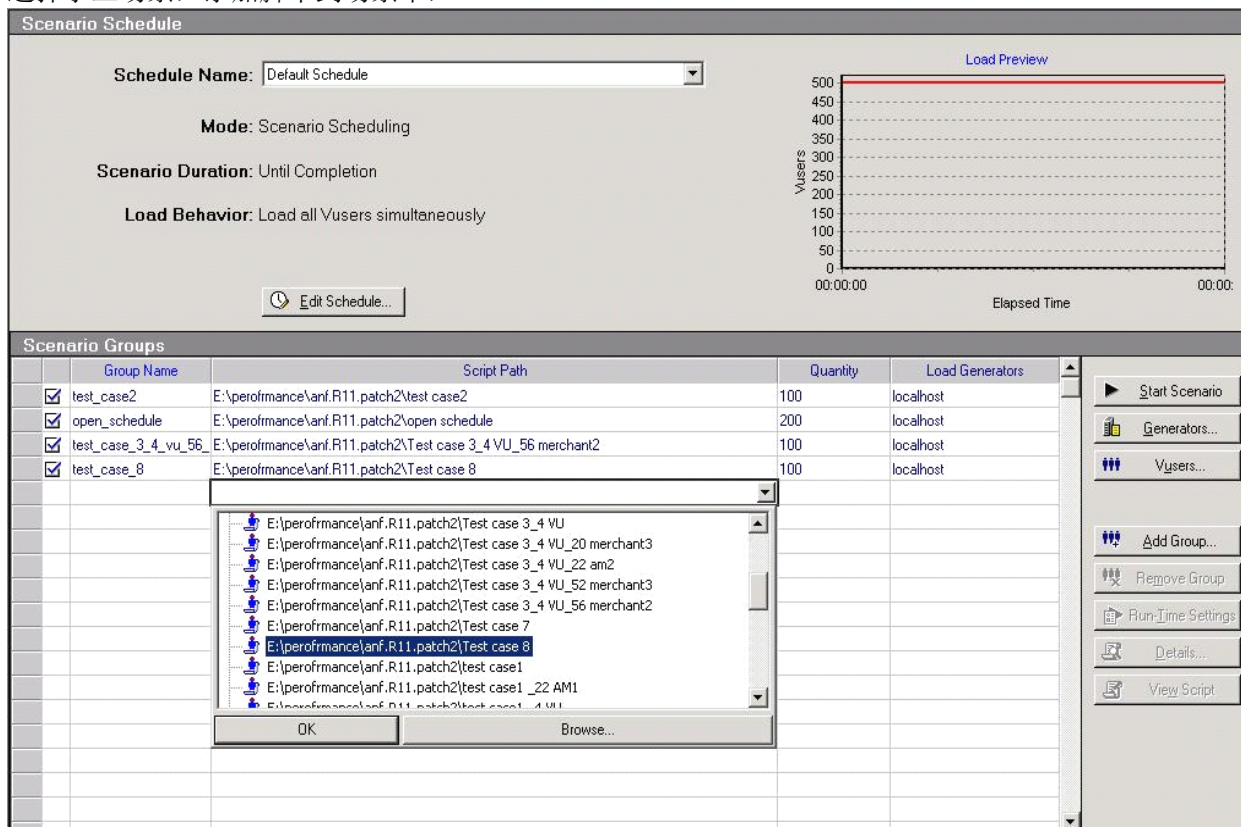 Scenario Schedule
Schedule Name: Default Schedule
Mode: Scenario Scheduling
Scenario Duration: Until Completion
Load Behavior: Load all Vusers simultaneously
Edit Schedule...
Load Preview
500
450
400
350
300
250
200
150
100
50
0
Vusers
00:00:00
00:00:
Elapsed Time
Scenario Groups
Group Name Script Path Quantity Load Generators
test_case2 E:\perofrmance\anf.R11.patch2\test case2 100 localhost
open_schedule E:\perofrmance\anf.R11.patch2\open schedule 200 localhost
test_case_3_4_vu_56_ E:\perofrmance\anf.R11.patch2\Test case 3_4 VU_56 merchant2 100 localhost
test_case_8 E:\perofrmance\anf.R11.patch2\Test case 8 100 localhost
E:\perofrmance\anf.R11.patch2\Test case 3_4 VU
E:\perofrmance\anf.R11.patch2\Test case 3_4 VU_20 merchant3
E:\perofrmance\anf.R11.patch2\Test case 3_4 VU_22 am2
E:\perofrmance\anf.R11.patch2\Test case 3_4 VU_52 merchant3
E:\perofrmance\anf.R11.patch2\Test case 3_4 VU_56 merchant2
E:\perofrmance\anf.R11.patch2\Test case 7
E:\perofrmance\anf.R11.patch2\Test case 8
E:\perofrmance\anf.R11.patch2\test case1
E:\perofrmance\anf.R11.patch2\test case1 _22 AM1
E:\perofrmance\anf.R11.patch2\test case1 _4 VU
OK
Browse...
Start Scenario
Generators...
Vusers...
Add Group...
Remove Group
Run-Time Settings
Details...
View Script